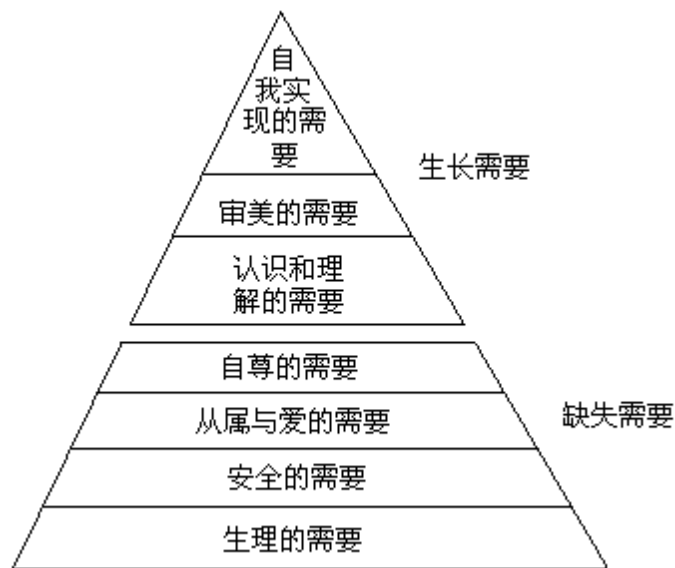 自
我实
现的需
要
生长需要
审美的需要
认识和理
解的需要
自尊的需要
从属与爱的需要
缺失需要
安全的需要
生理的需要